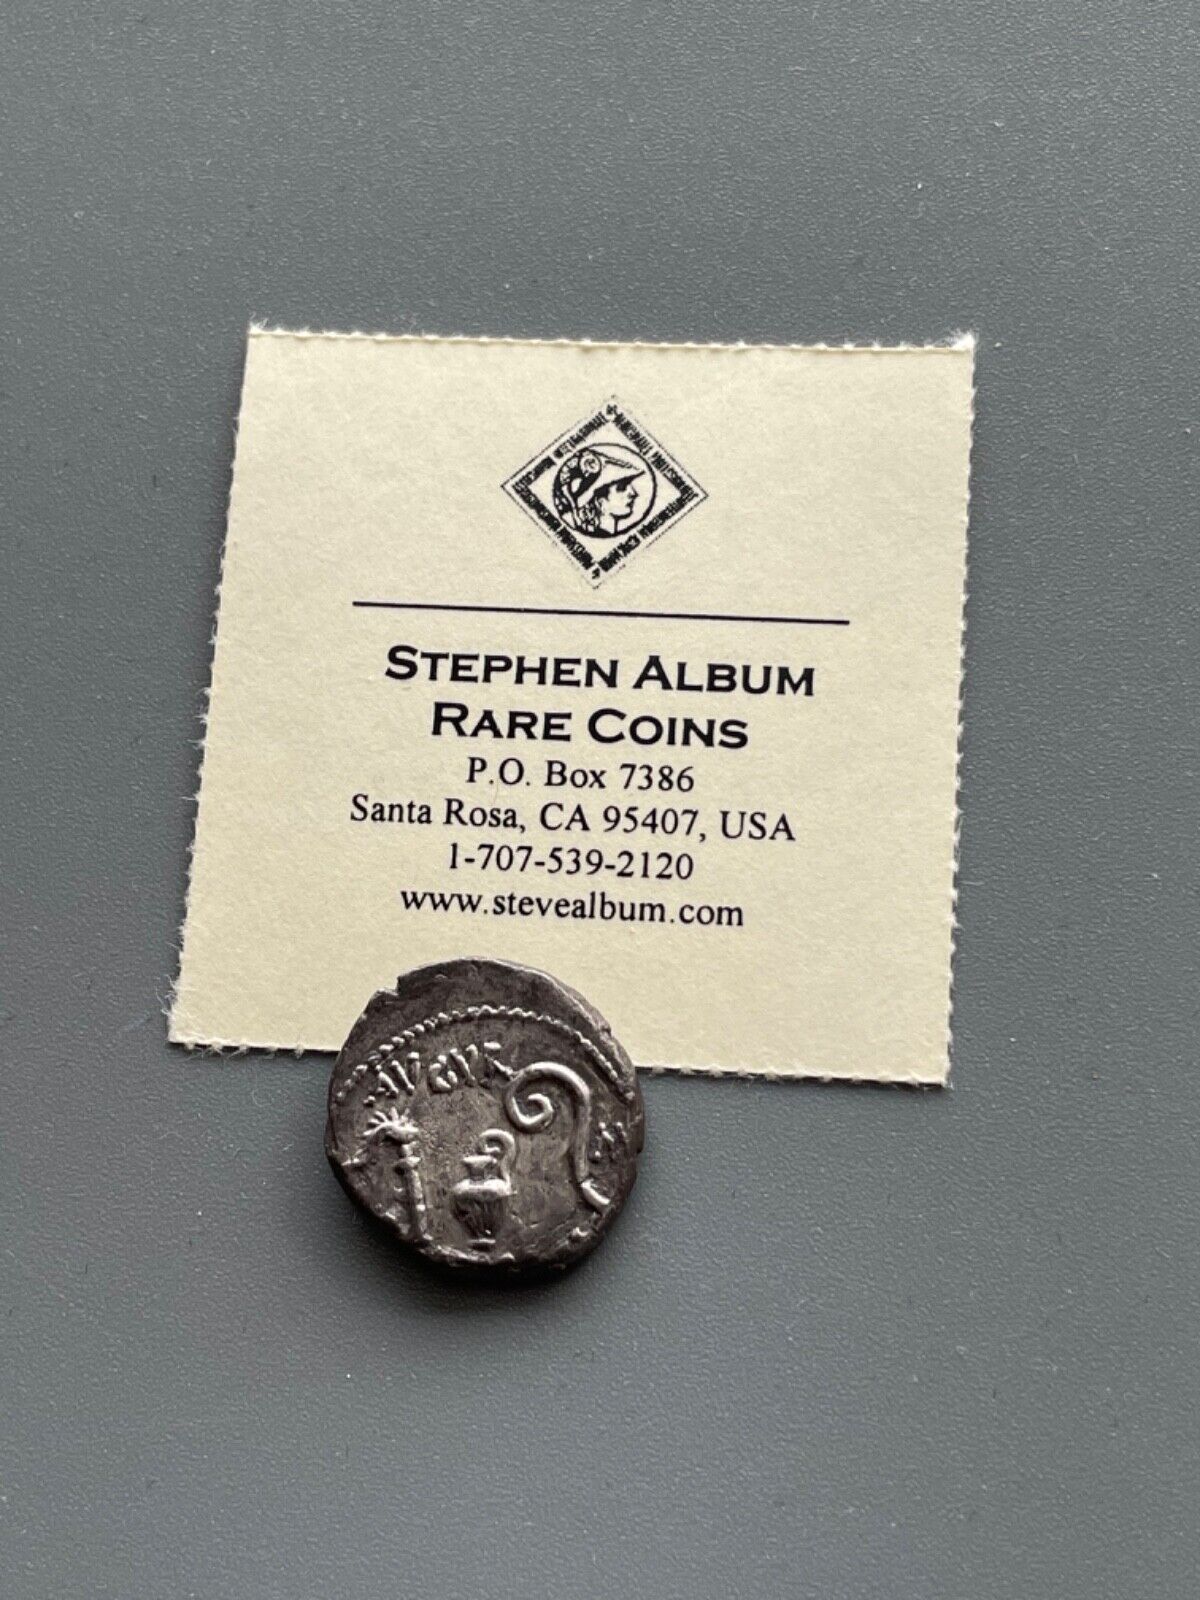 STEPHEN ALBUM
RARE COINS
P.O. Box 7386
Santa Rosa, CA 95407, USA
1-707-539-2120
www.stevealbum.com
AVGVR